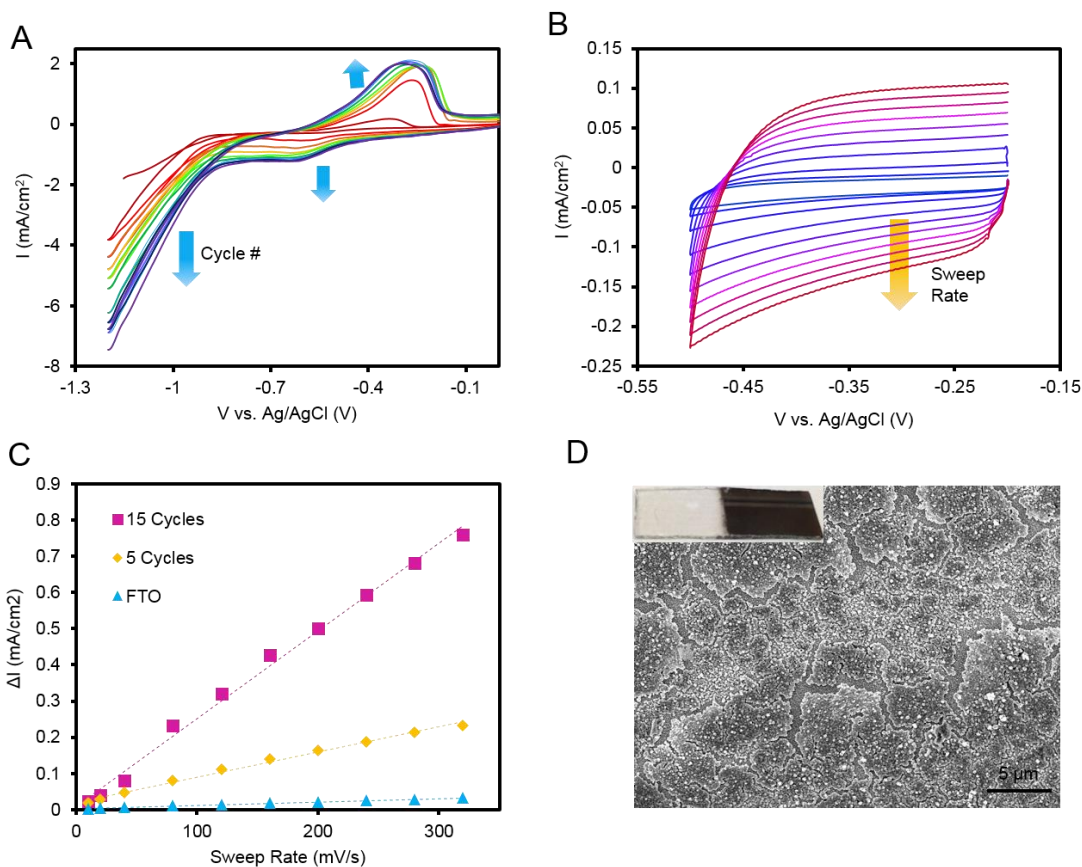 A
I (mA/cm²)
2
0
-2
-4
-6
-8
-1.3
-1
-0.7
-0.4
-0.1
Cycle #
V vs. Ag/AgCl (V)
B
I (mA/cm²)
0.15
0.1
0.05
0
-0.05
-0.1
-0.15
-0.2
-0.25
-0.55
-0.45
-0.35
-0.25
-0.15
Sweep
Rate
V vs. Ag/AgCl (V)
C
ΔI (mA/cm2)
0.9
0.8
0.7
0.6
0.5
0.4
0.3
0.2
0.1
0
0
100
200
300
15 Cycles
5 Cycles
FTO
Sweep Rate (mV/s)
D
5 µm